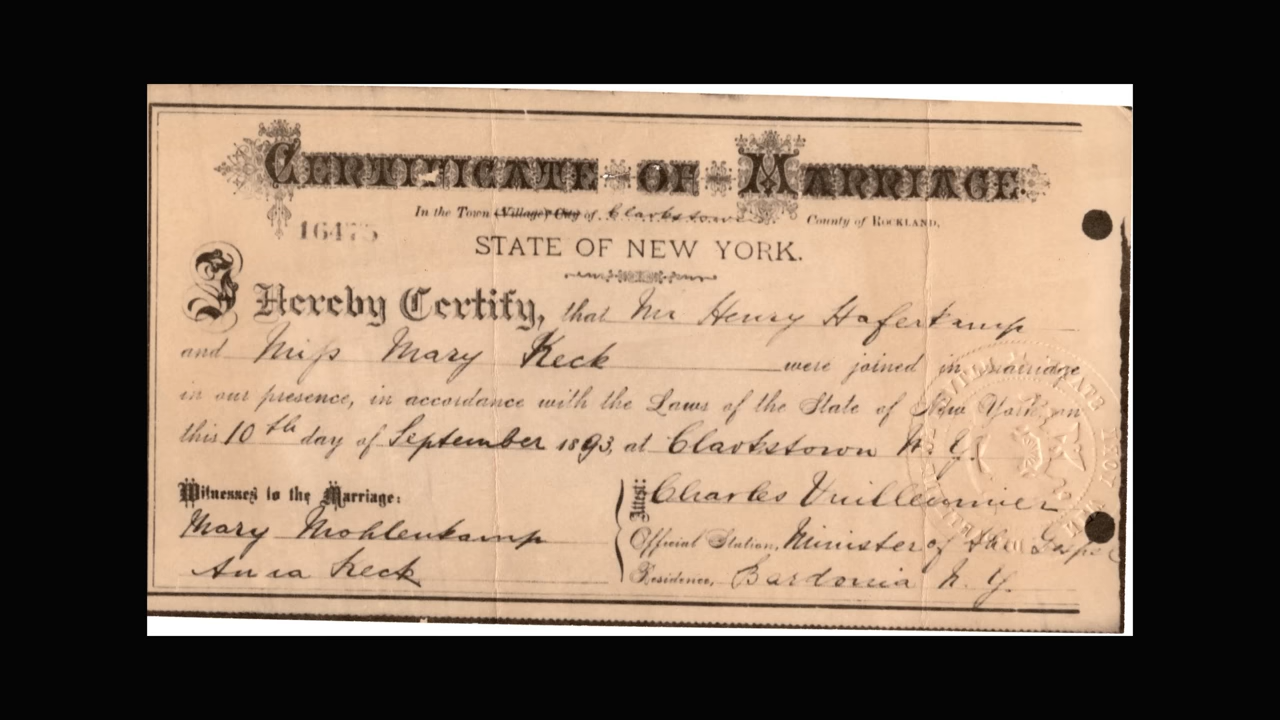 CERTIFICATE OF MARRIAGE.
In the Town (Village) City of Clarkstown County of ROCKLAND,
16475
STATE OF NEW YORK.
I Hereby Certify, that Mr Henry Haferkamp
and Miss Mary Keck were joined in Marriage
in our presence, in accordance with the Laws of the State of New York, on
this 10th day of September 1893, at Clarkstown N. Y.
Witnesses to the Marriage:
Mary Mohlenkamp
Anna Keck
Attest: Charles Vuilleumier
Official Station, Minister of the Gospel
Residence, Bardonia N. Y.